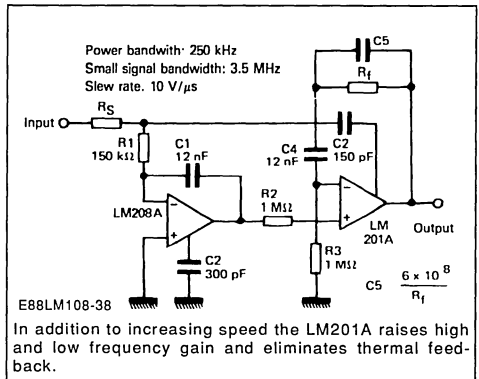 Power bandwith· 250 kHz
Small signal bandwidth: 3.5 MHz
Slew rate. 10 V/µs
C5
Rf
Input
RS
R1
150 kΩ
C1
12 nF
C4
12 nF
C2
150 pF
LM208A
R2
1 MΩ
LM
201A
Output
C2
300 pF
R3
1 MΩ
C5 6 x 10 8
Rf
E88LM108-38
In addition to increasing speed the LM201A raises high
and low frequency gain and eliminates thermal feed-
back.